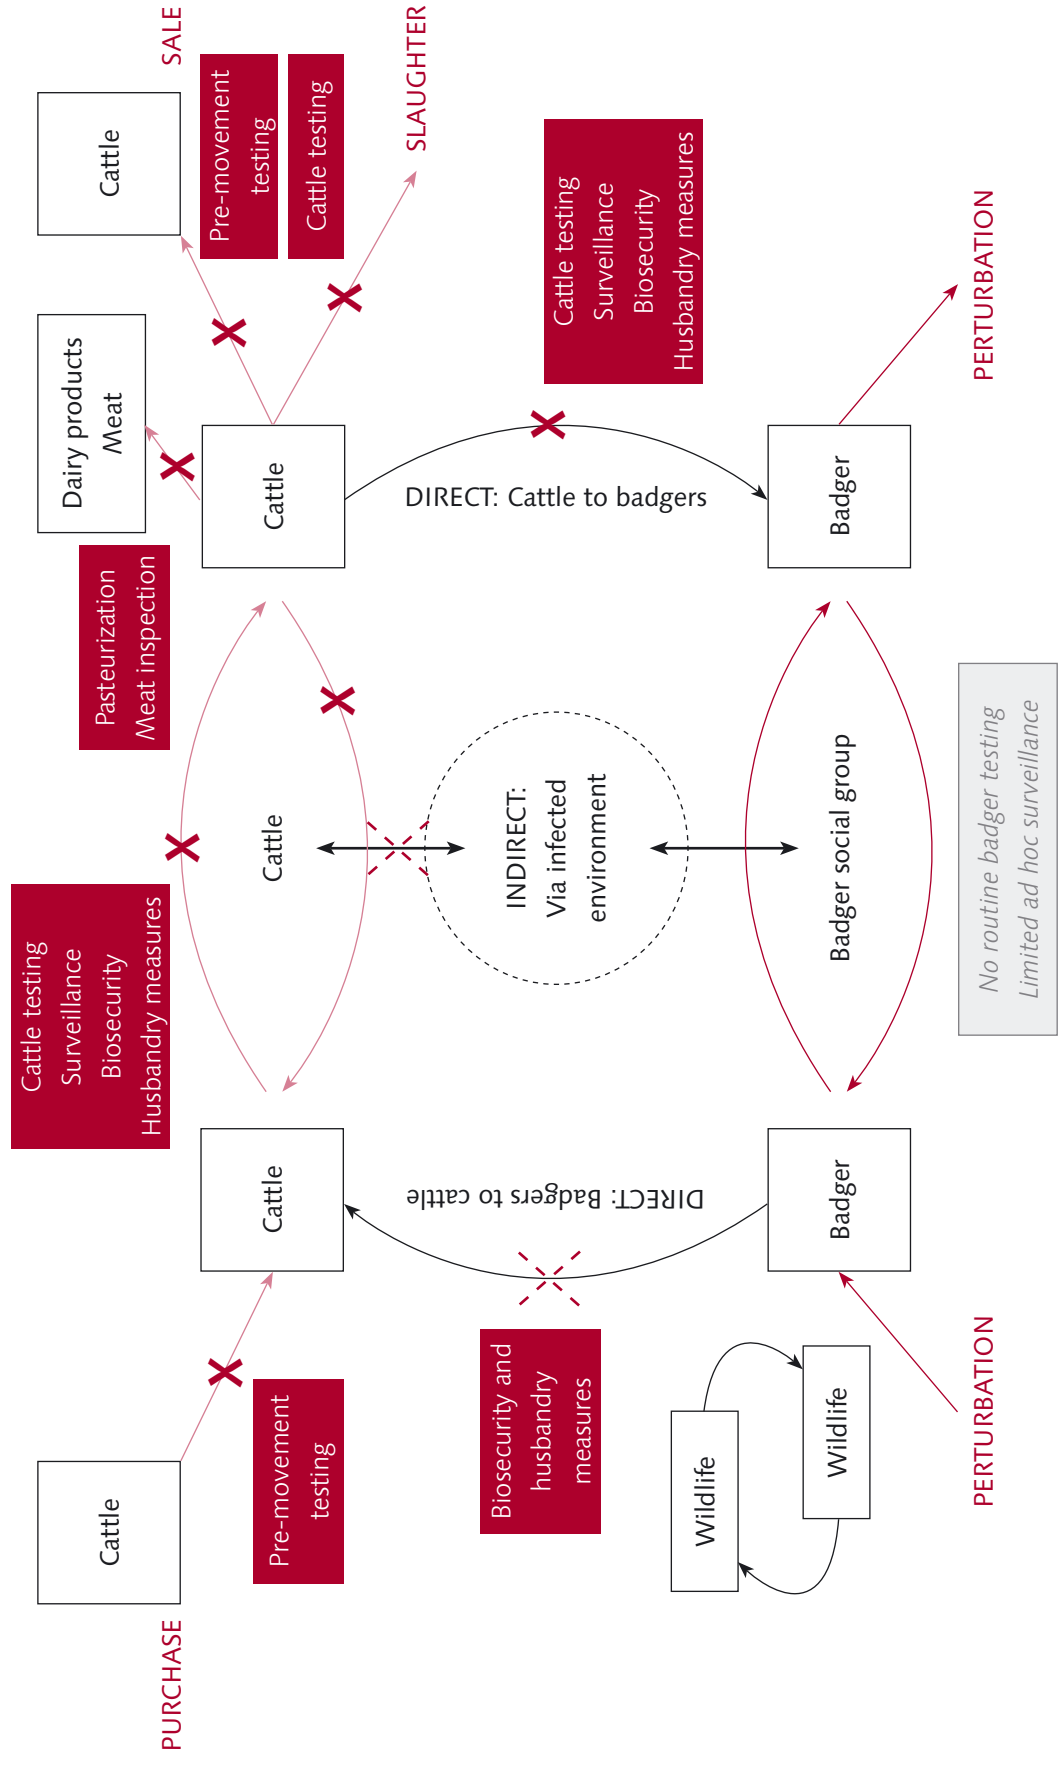 PURCHASE
Cattle
Pre-movement
testing
Cattle testing
Surveillance
Biosecurity
Husbandry measures
Cattle
Cattle
Pasteurization
Meat inspection
Dairy products
Meat
Cattle
Cattle
SALE
Pre-movement
testing
Cattle testing
SLAUGHTER
Biosecurity and
husbandry
measures
DIRECT: Badgers to cattle
INDIRECT:
Via infected
environment
DIRECT: Cattle to badgers
Cattle testing
Surveillance
Biosecurity
Husbandry measures
Wildlife
Wildlife
Badger
Badger social group
Badger
PERTURBATION
No routine badger testing
Limited ad hoc surveillance
PERTURBATION